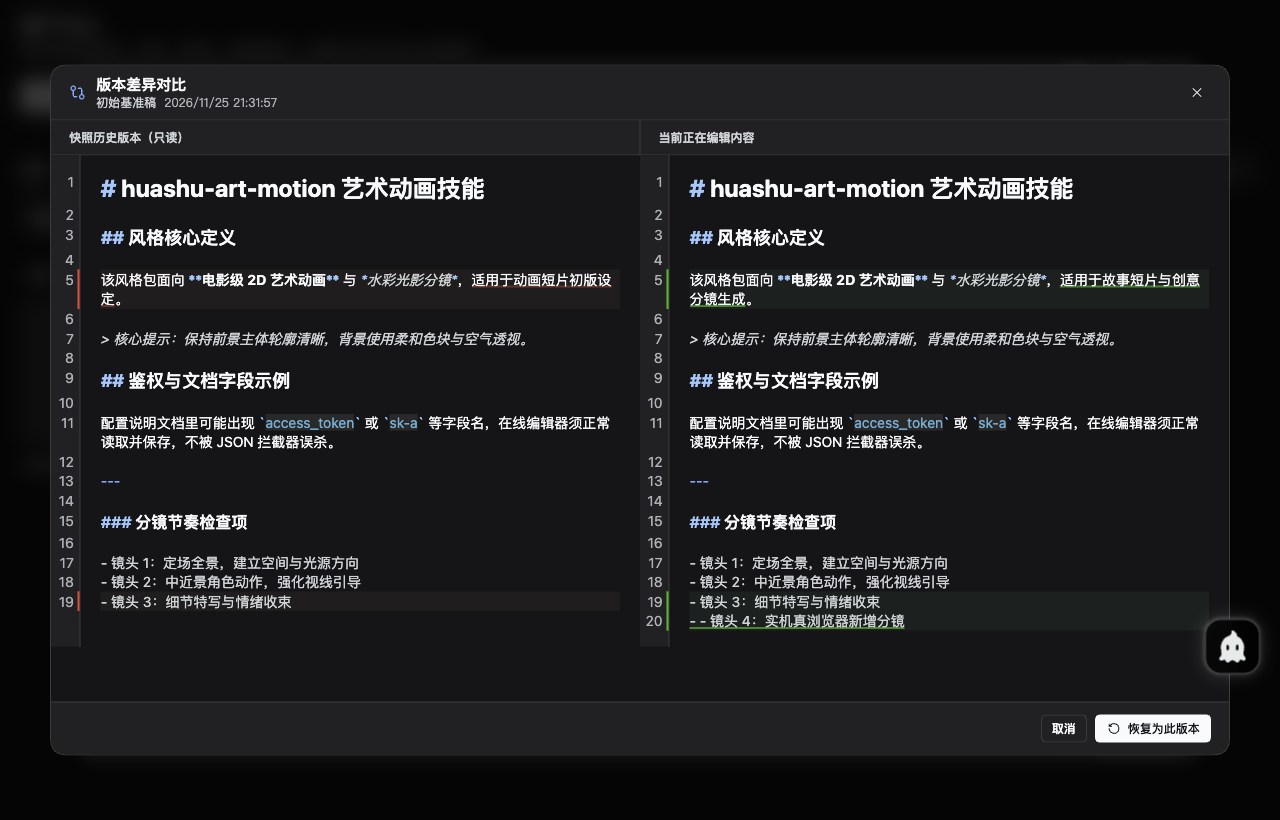 版本差异对比
初始基准稿 2026/11/25 21:31:57
快照历史版本（只读）
1 # huashu-art-motion 艺术动画技能
2
3 ## 风格核心定义
4
5 该风格包面向 **电影级 2D 艺术动画** 与 *水彩光影分镜*，适用于动画短片初版设
定。
6
7 > 核心提示：保持前景主体轮廓清晰，背景使用柔和色块与空气透视。
8
9 ## 鉴权与文档字段示例
10
11 配置说明文档里可能出现 `access_token` 或 `sk-a` 等字段名，在线编辑器须正常
读取并保存，不被 JSON 拦截器误杀。
12
13 ---
14
15 ### 分镜节奏检查项
16
17 - 镜头 1：定场全景，建立空间与光源方向
18 - 镜头 2：中近景角色动作，强化视线引导
19 - 镜头 3：细节特写与情绪收束
当前正在编辑内容
1 # huashu-art-motion 艺术动画技能
2
3 ## 风格核心定义
4
5 该风格包面向 **电影级 2D 艺术动画** 与 *水彩光影分镜*，适用于故事短片与创意
分镜生成。
6
7 > 核心提示：保持前景主体轮廓清晰，背景使用柔和色块与空气透视。
8
9 ## 鉴权与文档字段示例
10
11 配置说明文档里可能出现 `access_token` 或 `sk-a` 等字段名，在线编辑器须正常
读取并保存，不被 JSON 拦截器误杀。
12
13 ---
14
15 ### 分镜节奏检查项
16
17 - 镜头 1：定场全景，建立空间与光源方向
18 - 镜头 2：中近景角色动作，强化视线引导
19 - 镜头 3：细节特写与情绪收束
20 - - 镜头 4：实机真浏览器新增分镜
取消
恢复为此版本